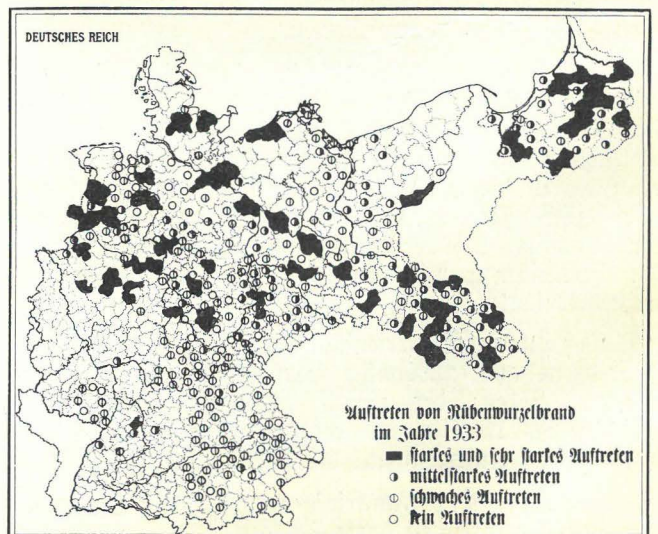 DEUTSCHES REICH
Auftreten von Rübenwurzelbrand
im Jahre 1933
starkes und sehr starkes Auftreten
mittelstarkes Auftreten
schwaches Auftreten
kein Auftreten